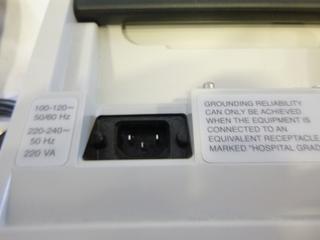 100-120~
50/60 Hz
220-240~
50 Hz
220 VA
GROUNDING RELIABILITY
CAN ONLY BE ACHIEVED
WHEN THE EQUIPMENT IS
CONNECTED TO AN
EQUIVALENT RECEPTACLE
MARKED "HOSPITAL GRAD